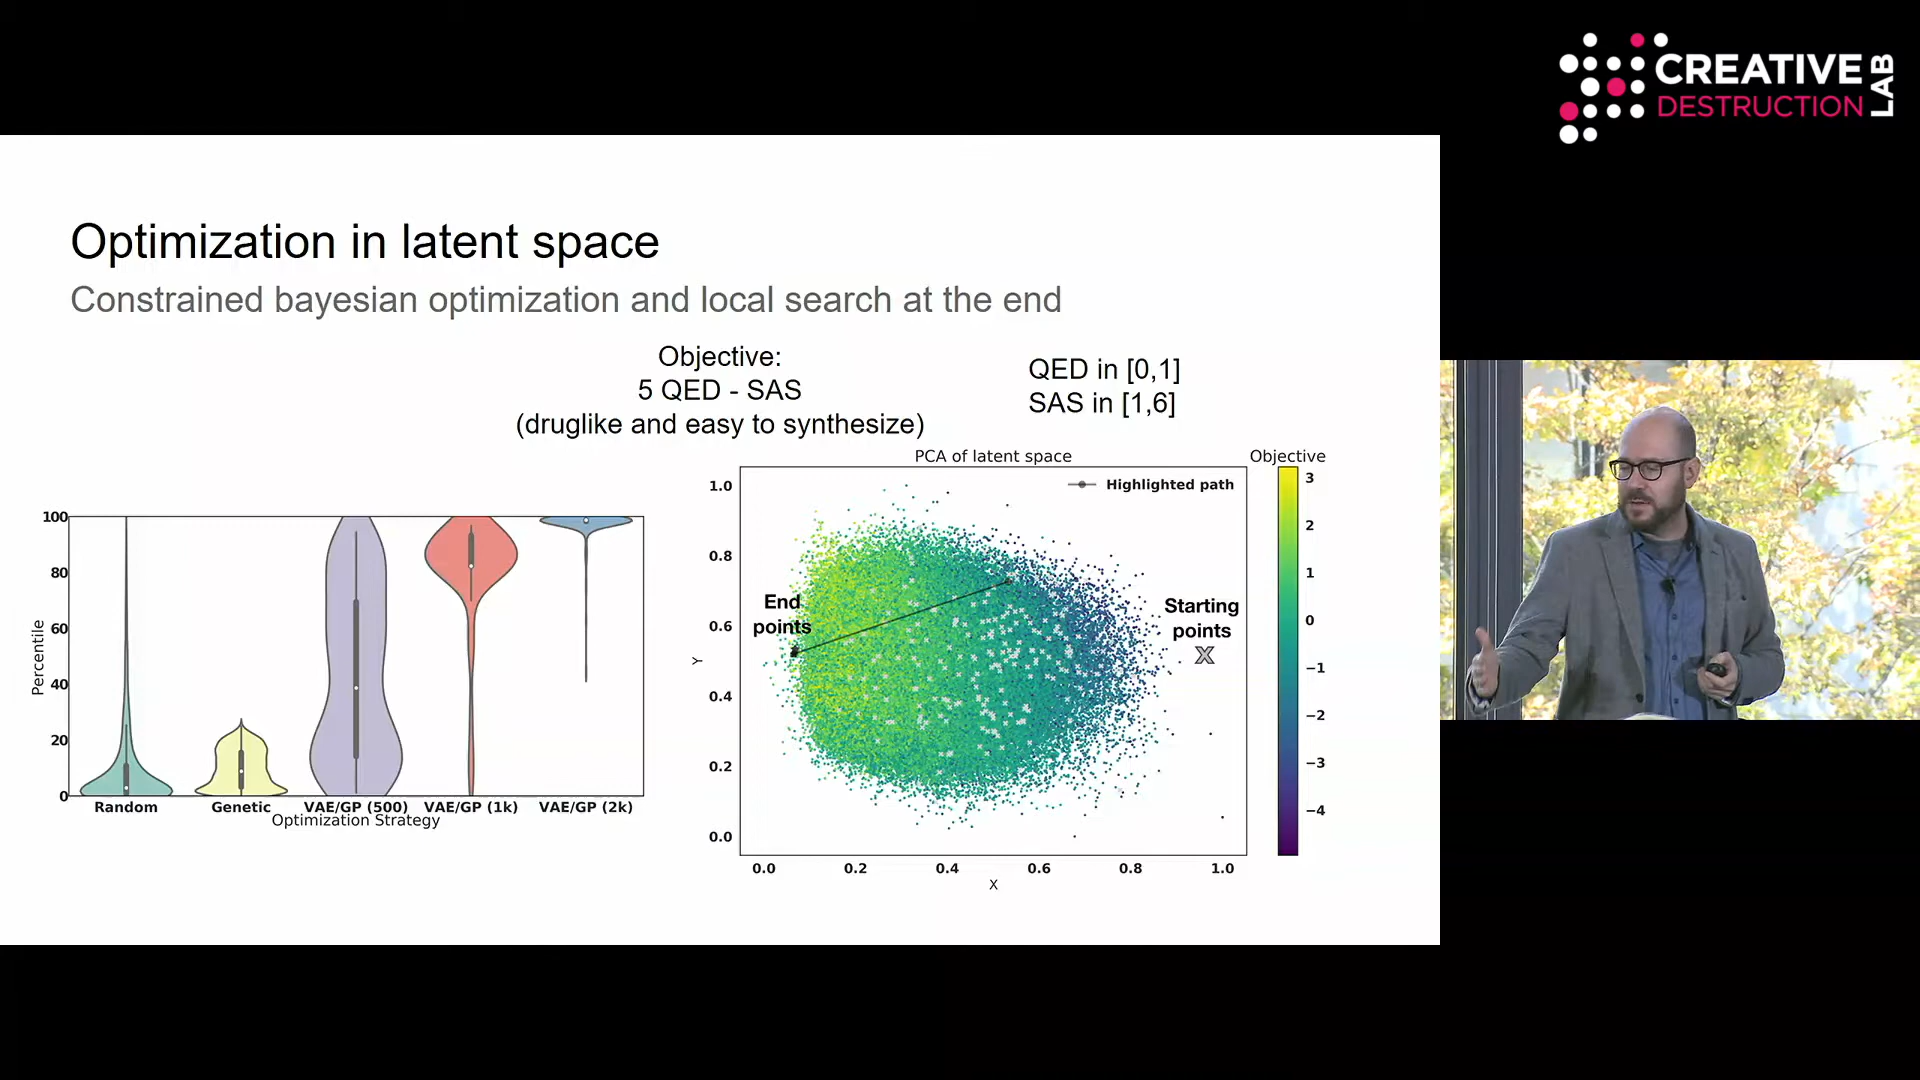 CREATIVE
DESTRUCTION
LAB
Optimization in latent space
Constrained bayesian optimization and local search at the end
Objective:
5 QED - SAS
(druglike and easy to synthesize)
QED in [0,1]
SAS in [1,6]
100
80
60
40
20
0
Percentile
Random Genetic VAE/GP (500) VAE/GP (1k) VAE/GP (2k)
Optimization Strategy
PCA of latent space
Highlighted path
End
points
Starting
points
X
1.0
0.8
0.6
0.4
0.2
0.0
Y
0.0 0.2 0.4 0.6 0.8 1.0
X
Objective
3
2
1
0
−1
−2
−3
−4